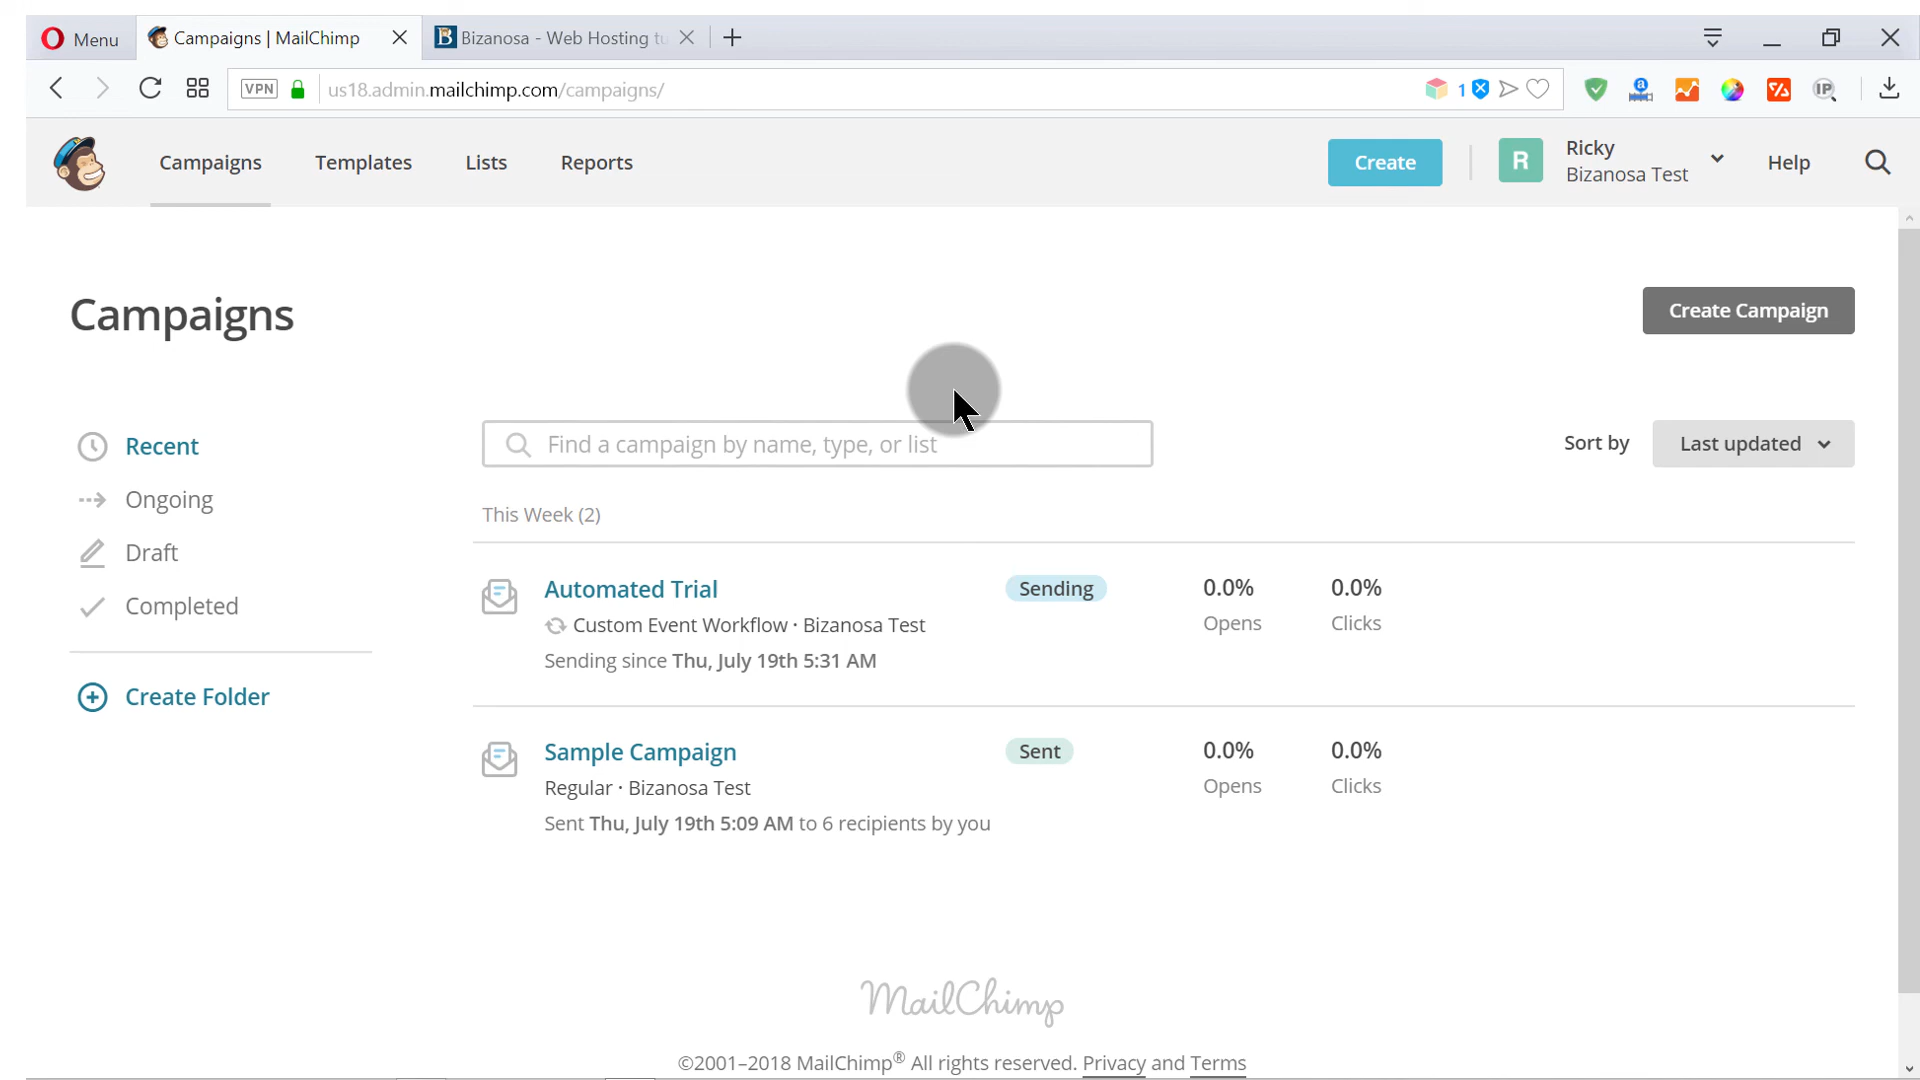 Menu
Campaigns | MailChimp
Bizanosa - Web Hosting tu
VPN
us18.admin.mailchimp.com/campaigns/
1
IP
Campaigns
Templates
Lists
Reports
Create
R
Ricky
Bizanosa Test
Help
Campaigns
Create Campaign
Recent
Ongoing
Draft
Completed
Create Folder
Find a campaign by name, type, or list
Sort by
Last updated
This Week (2)
Automated Trial
Sending
0.0%
0.0%
Custom Event Workflow · Bizanosa Test
Opens
Clicks
Sending since Thu, July 19th 5:31 AM
Sample Campaign
Sent
0.0%
0.0%
Regular · Bizanosa Test
Opens
Clicks
Sent Thu, July 19th 5:09 AM to 6 recipients by you
MailChimp
©2001–2018 MailChimp® All rights reserved. Privacy and Terms